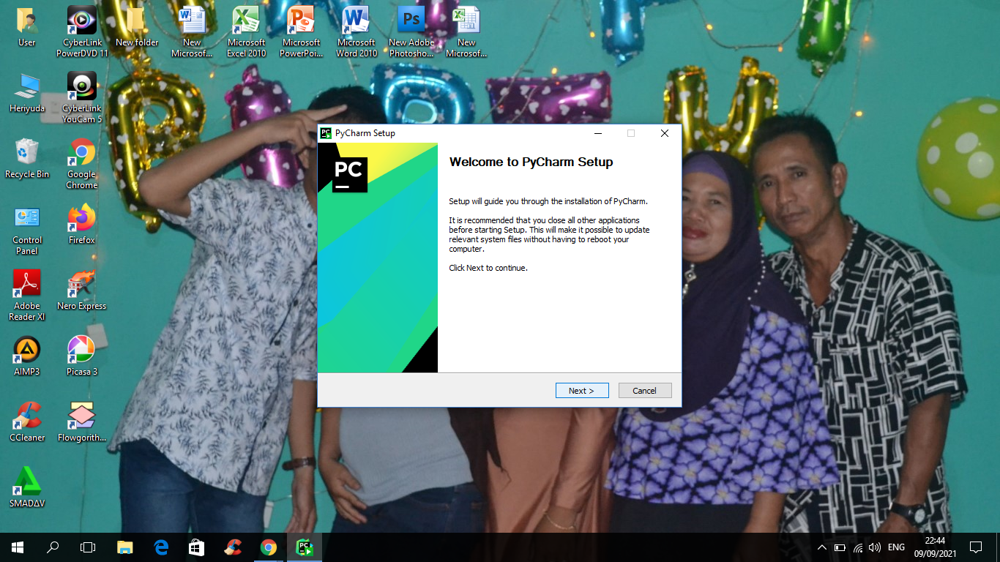 User
CyberLink
PowerDVD 11
New folder
New
Microsof...
Microsoft
Excel 2010
Microsoft
PowerPoi...
Microsoft
Word 2010
New Adobe
Photosho...
New
Microsof...
Ps
Heriyuda
CyberLink
YouCam 5
Recycle Bin
Google
Chrome
Control
Panel
Firefox
Adobe
Reader XI
Nero Express
AIMP3
Picasa 3
CCleaner
Flowgorith...
SMADΔV
PC
PyCharm Setup
PC
Welcome to PyCharm Setup
Setup will guide you through the installation of PyCharm.
It is recommended that you close all other applications
before starting Setup. This will make it possible to update
relevant system files without having to reboot your
computer.
Click Next to continue.
Next >
Cancel
PC
ENG
22:44
09/09/2021